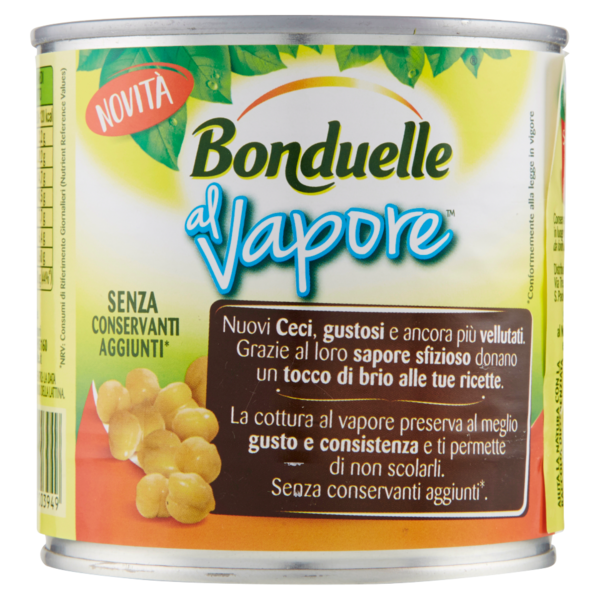 NOVITÀ
Bonduelle
al
Vapore™
SENZA
CONSERVANTI
AGGIUNTI*
Nuovi Ceci, gustosi e ancora più vellutati.
Grazie al loro sapore sfizioso donano
un tocco di brio alle tue ricette.
La cottura al vapore preserva al meglio
gusto e consistenza e ti permette
di non scolarli.
Senza conservanti aggiunti*.
*NRV: Consumi di Riferimento Giornalieri (Nutrient Reference Values)
*Conformemente alla legge in vigore